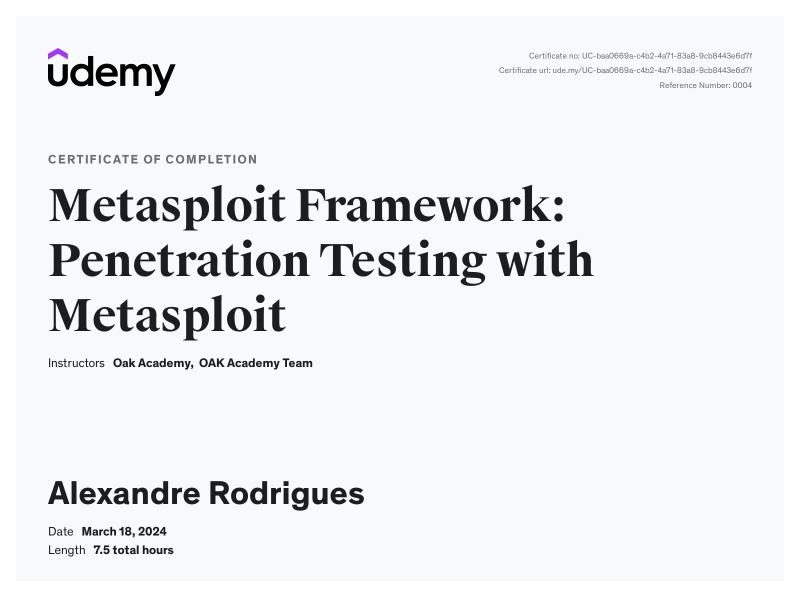 udemy
Certificate no: UC-baa0669a-c4b2-4a71-83a8-9cb8443e6d7f
Certificate url: ude.my/UC-baa0669a-c4b2-4a71-83a8-9cb8443e6d7f
Reference Number: 0004
CERTIFICATE OF COMPLETION
Metasploit Framework:
Penetration Testing with
Metasploit
Instructors Oak Academy, OAK Academy Team
Alexandre Rodrigues
Date March 18, 2024
Length 7.5 total hours